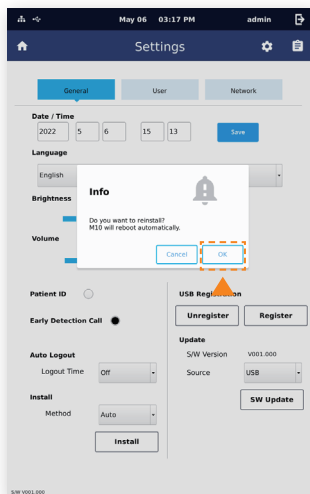 May 06 03:17 PM admin
Settings
General User Network
Date / Time
2022 5 6 15 13 Save
Language
English
Brightness
Info
Do you want to reinstall?
M10 will reboot automatically.
Cancel OK
Volume
Patient ID
Early Detection Call
USB Registration
Unregister Register
Auto Logout
Logout Time Off
Install
Method Auto
Install
Update
S/W Version V001.000
Source USB
SW Update
S/W V001.000